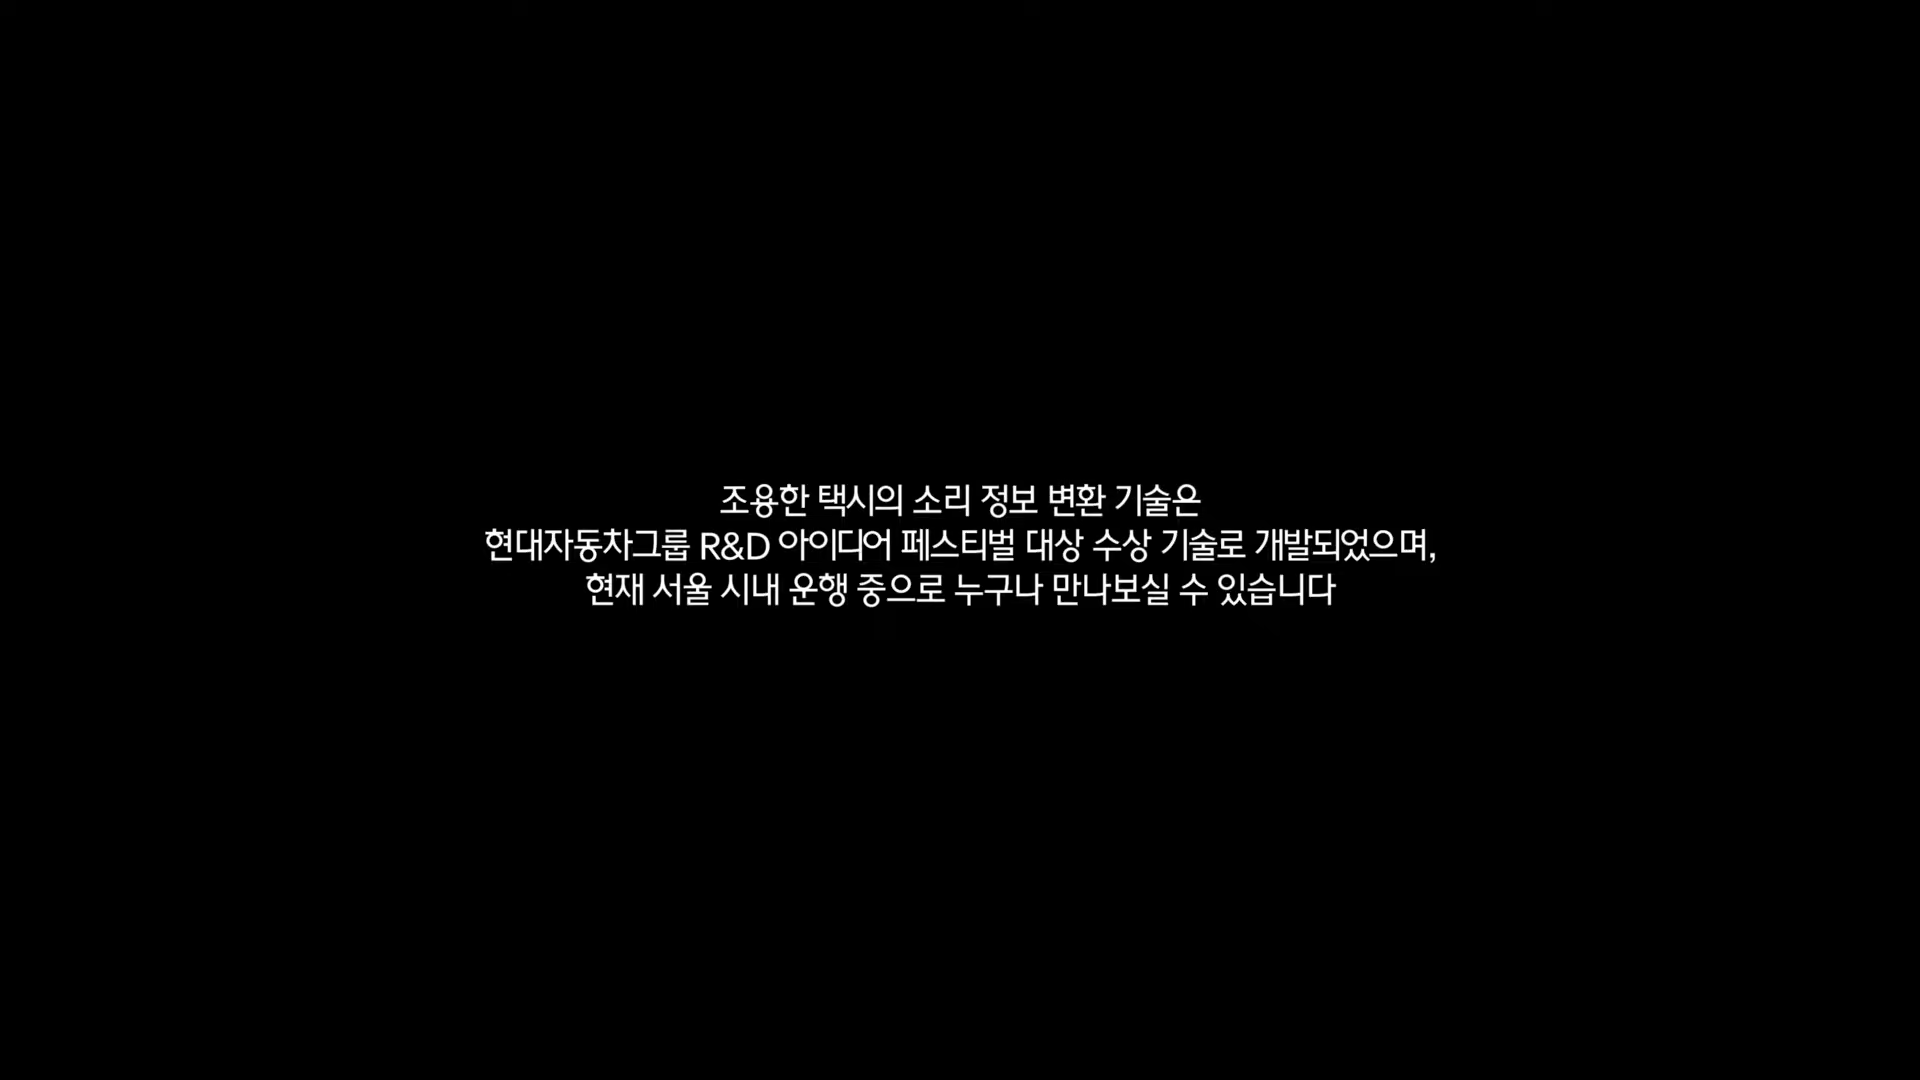 조용한 택시의 소리 정보 변환 기술은
현대자동차그룹 R&D 아이디어 페스티벌 대상 수상 기술로 개발되었으며,
현재 서울 시내 운행 중으로 누구나 만나보실 수 있습니다